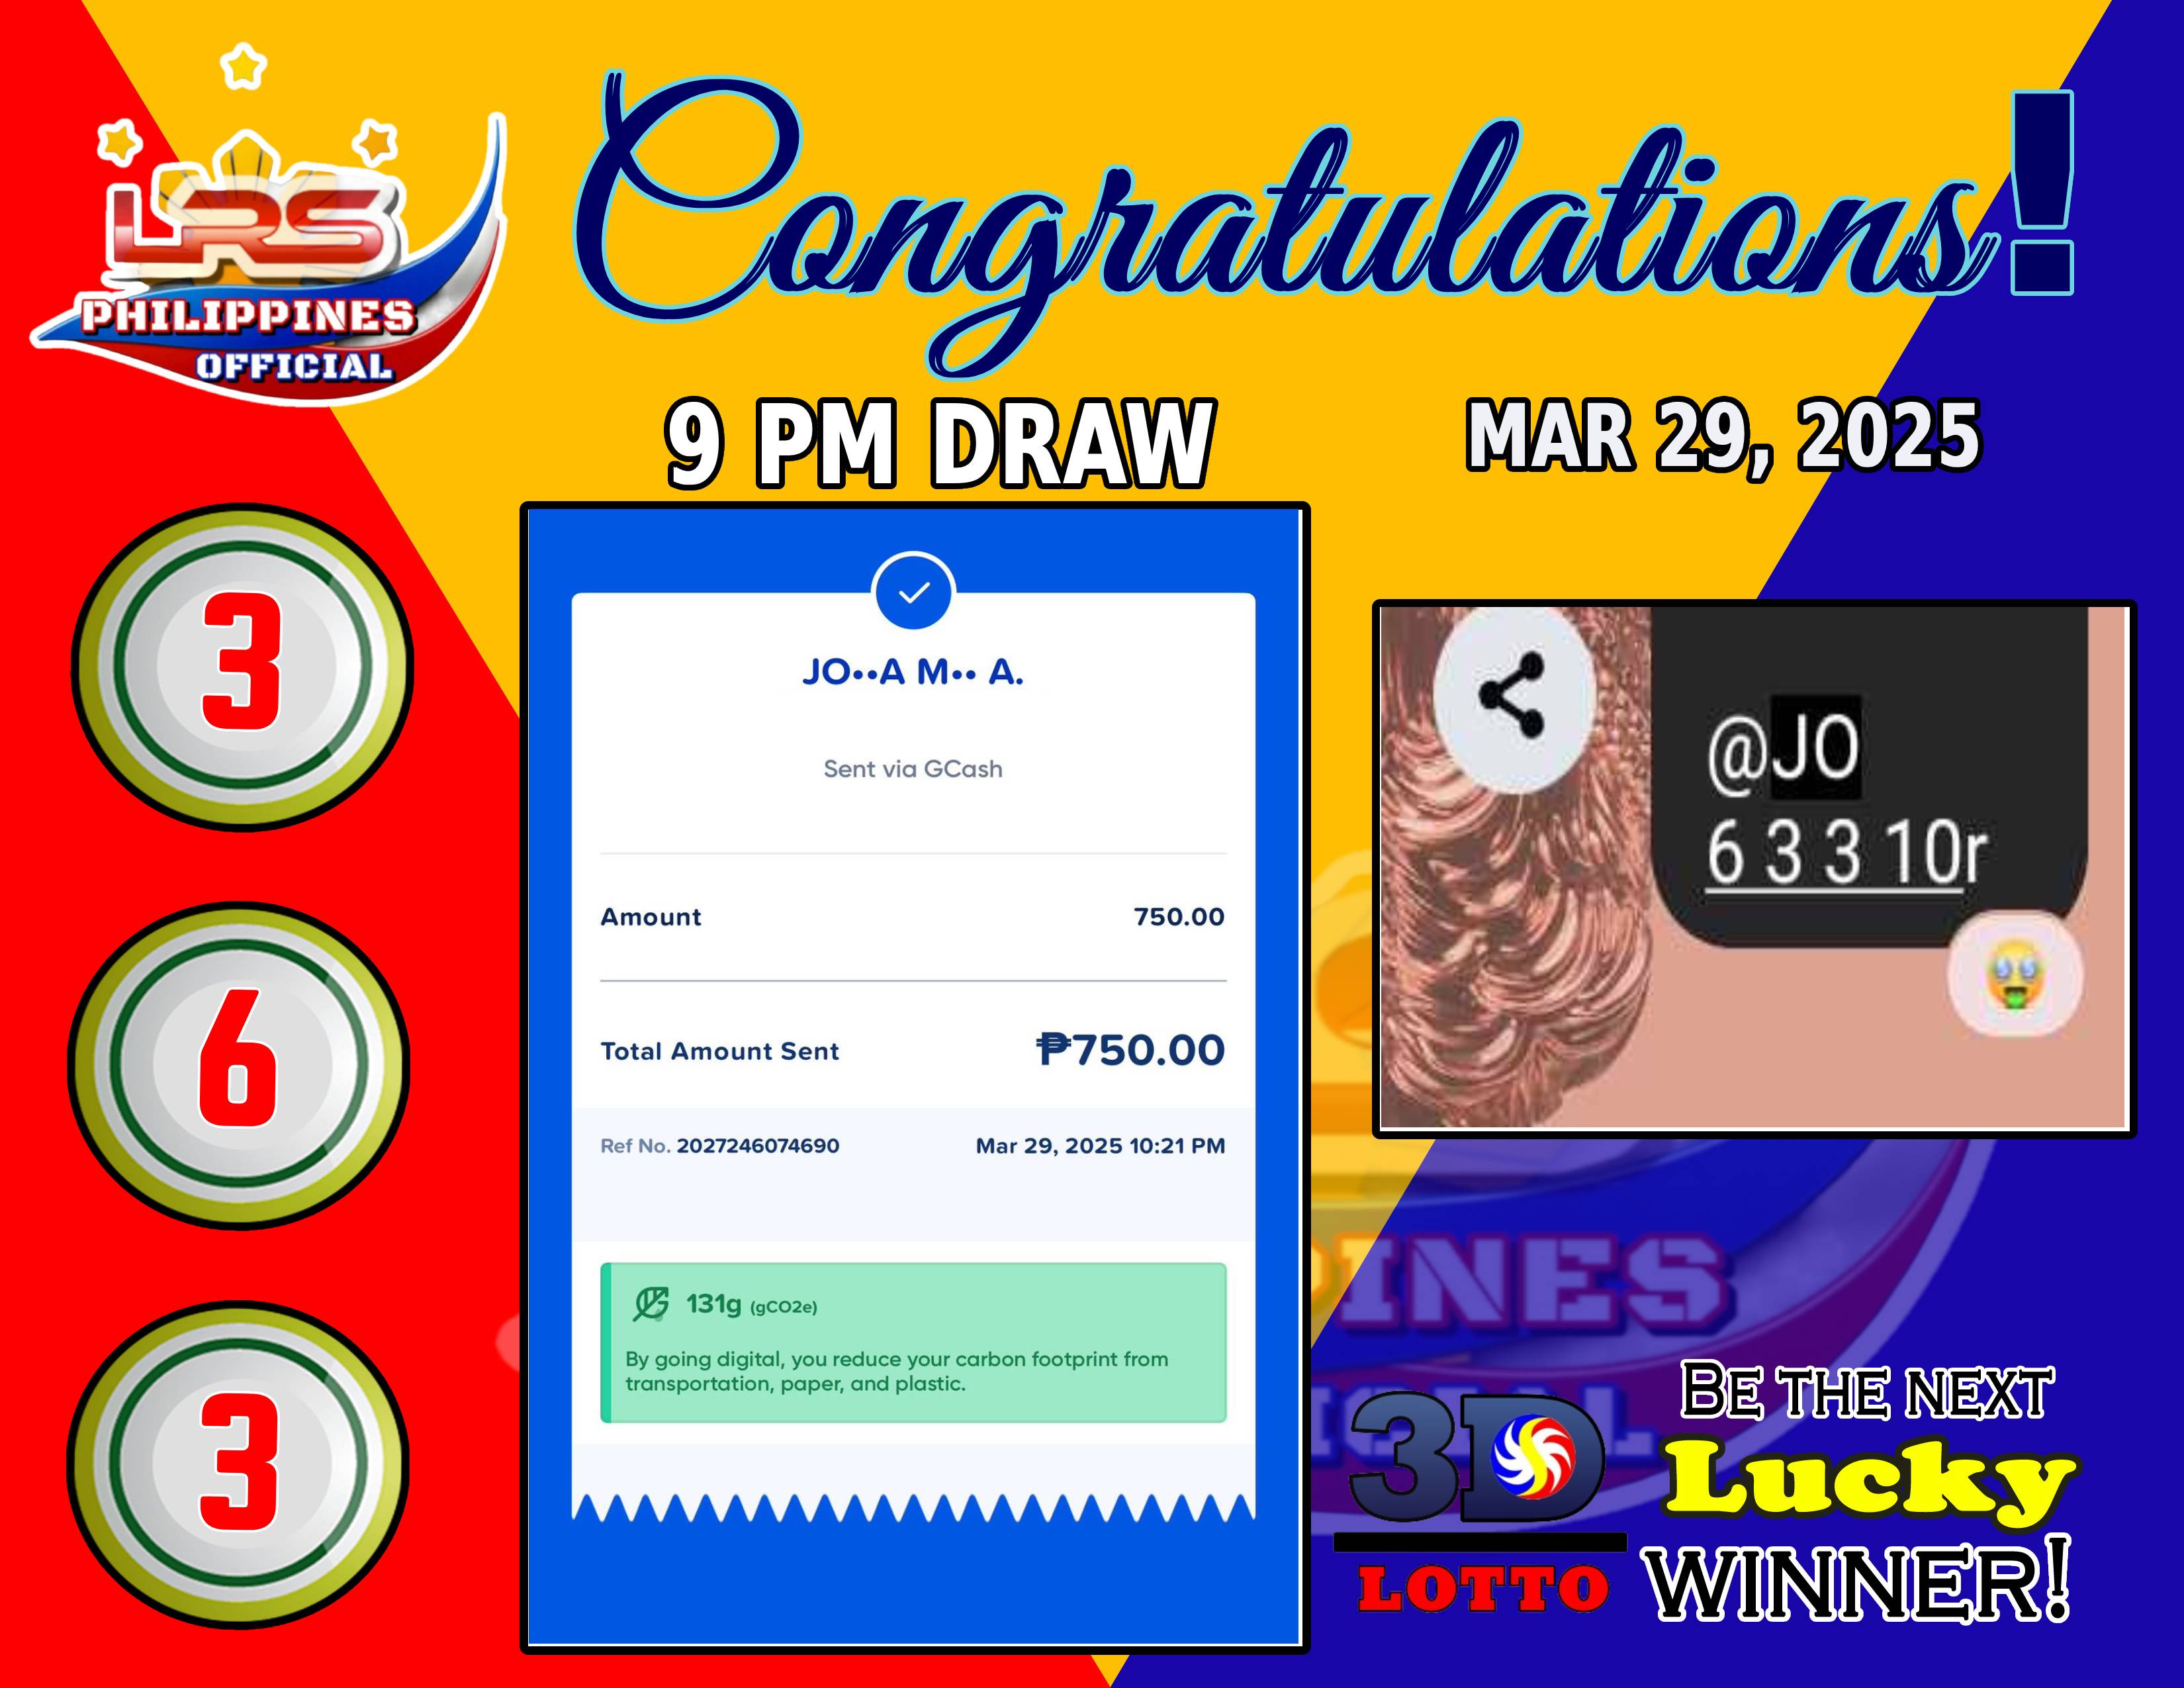 LRS
PHILIPPINES
OFFICIAL
Congratulations!
9 PM DRAW
MAR 29, 2025
3
6
3
JO••A M•• A.
Sent via GCash
Amount 750.00
Total Amount Sent ₱750.00
Ref No. 2027246074690 Mar 29, 2025 10:21 PM
131g (gCO2e)
By going digital, you reduce your carbon footprint from
transportation, paper, and plastic.
@JO
6 3 3 10r
PINES
3D
LOTTO
BE THE NEXT
Lucky
WINNER!